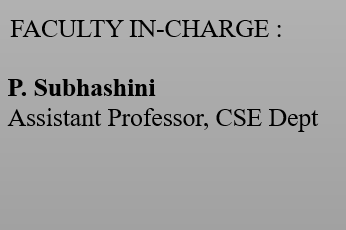 FACULTY IN-CHARGE :
P. Subhashini
Assistant Professor, CSE Dept